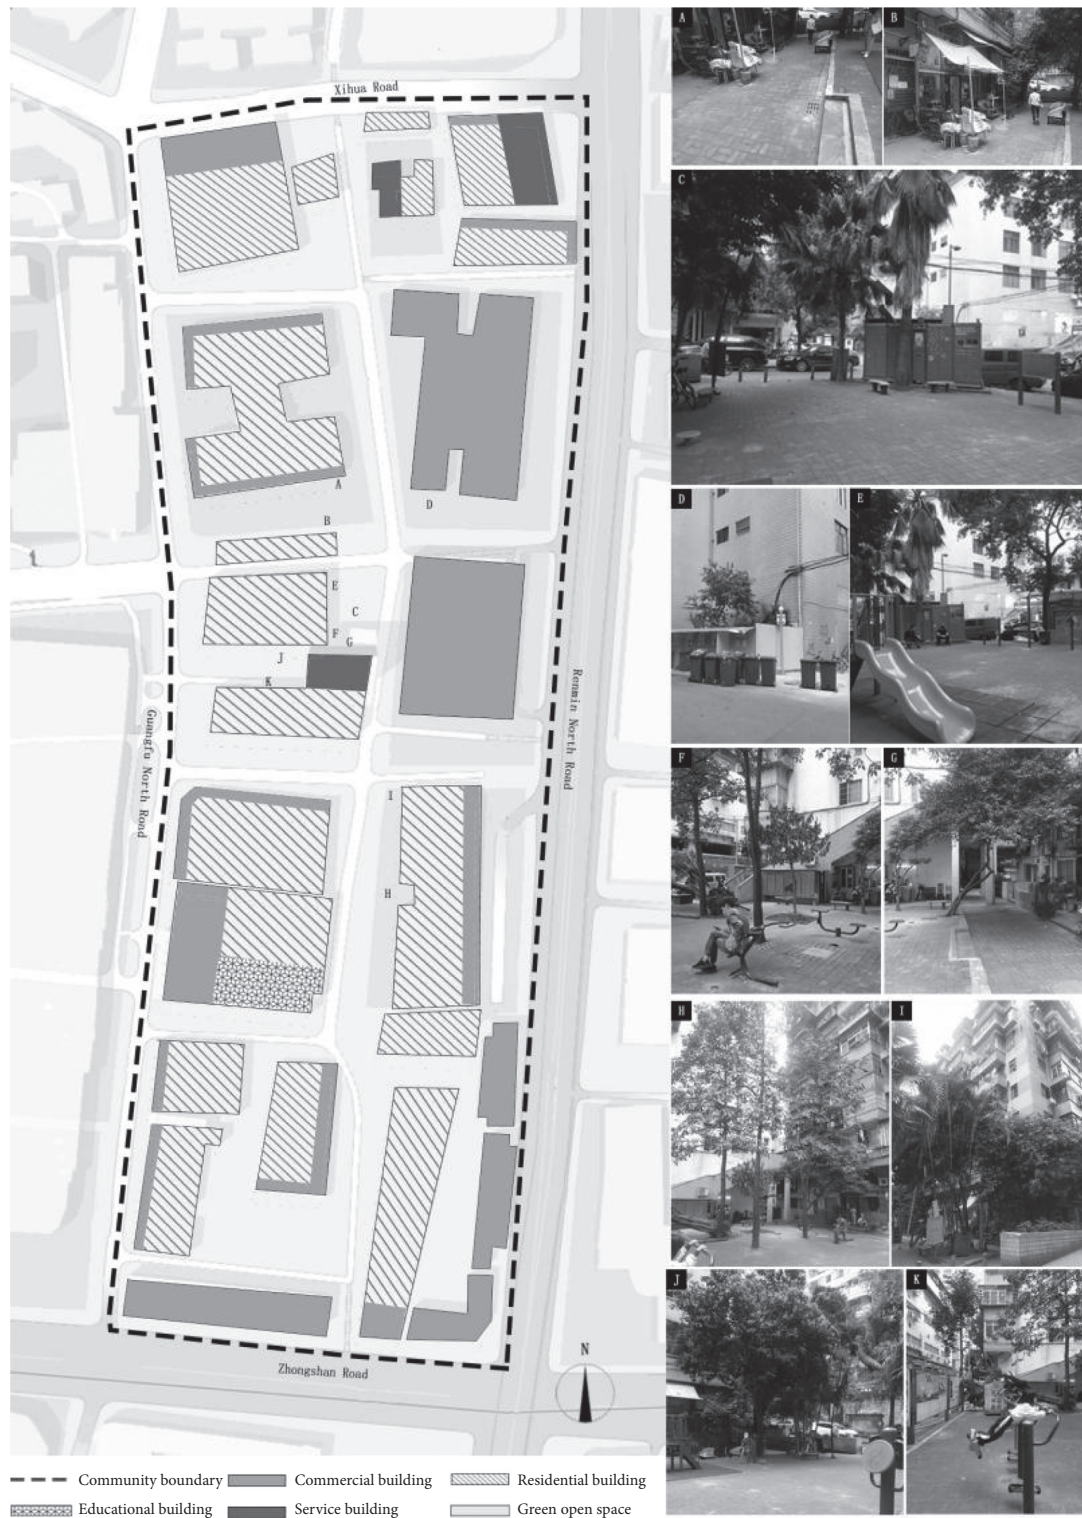 Xihua Road
A
B
E
C
F
G
J
K
D
I
H
Guangfu North Road
Renmin North Road
Zhongshan Road
N
A
B
C
D
E
F
G
H
I
J
K
Community boundary
Commercial building
Residential building
Educational building
Service building
Green open space